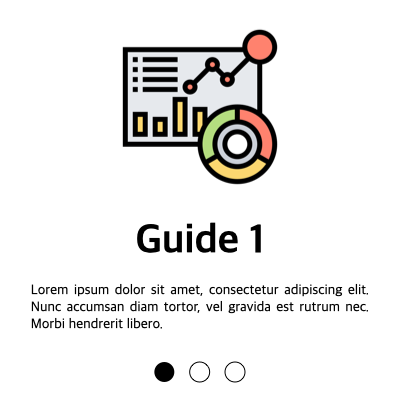 Guide 1
Lorem ipsum dolor sit amet, consectetur adipiscing elit.
Nunc accumsan diam tortor, vel gravida est rutrum nec.
Morbi hendrerit libero.